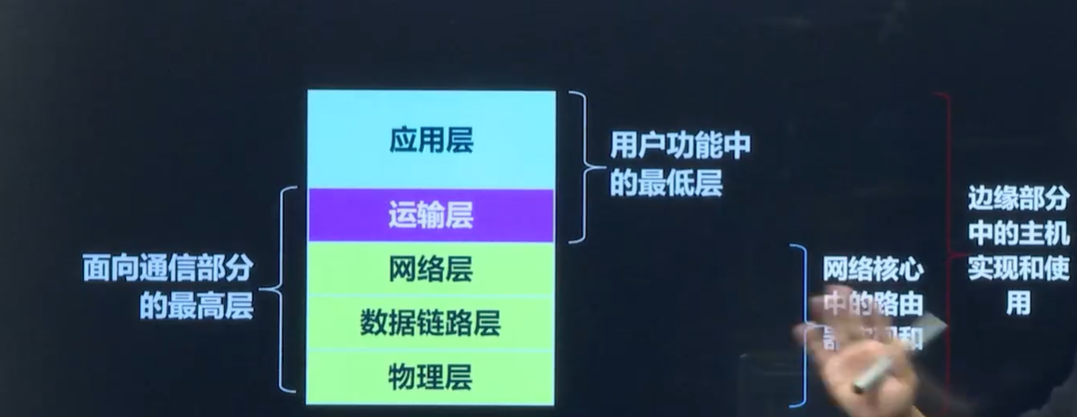 应用层
运输层
网络层
数据链路层
物理层
用户功能中
的最低层
面向通信部分
的最高层
网络核心
中的路由
和
边缘部分
中的主机
实现和使
用